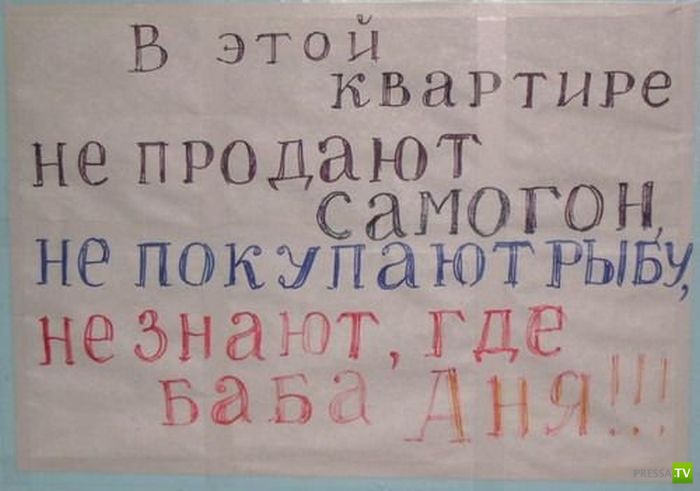 В этой
квартире
не продают
самогон,
не покупают рыбу,
не знают, где
баба Аня!!!
PRESSA.TV